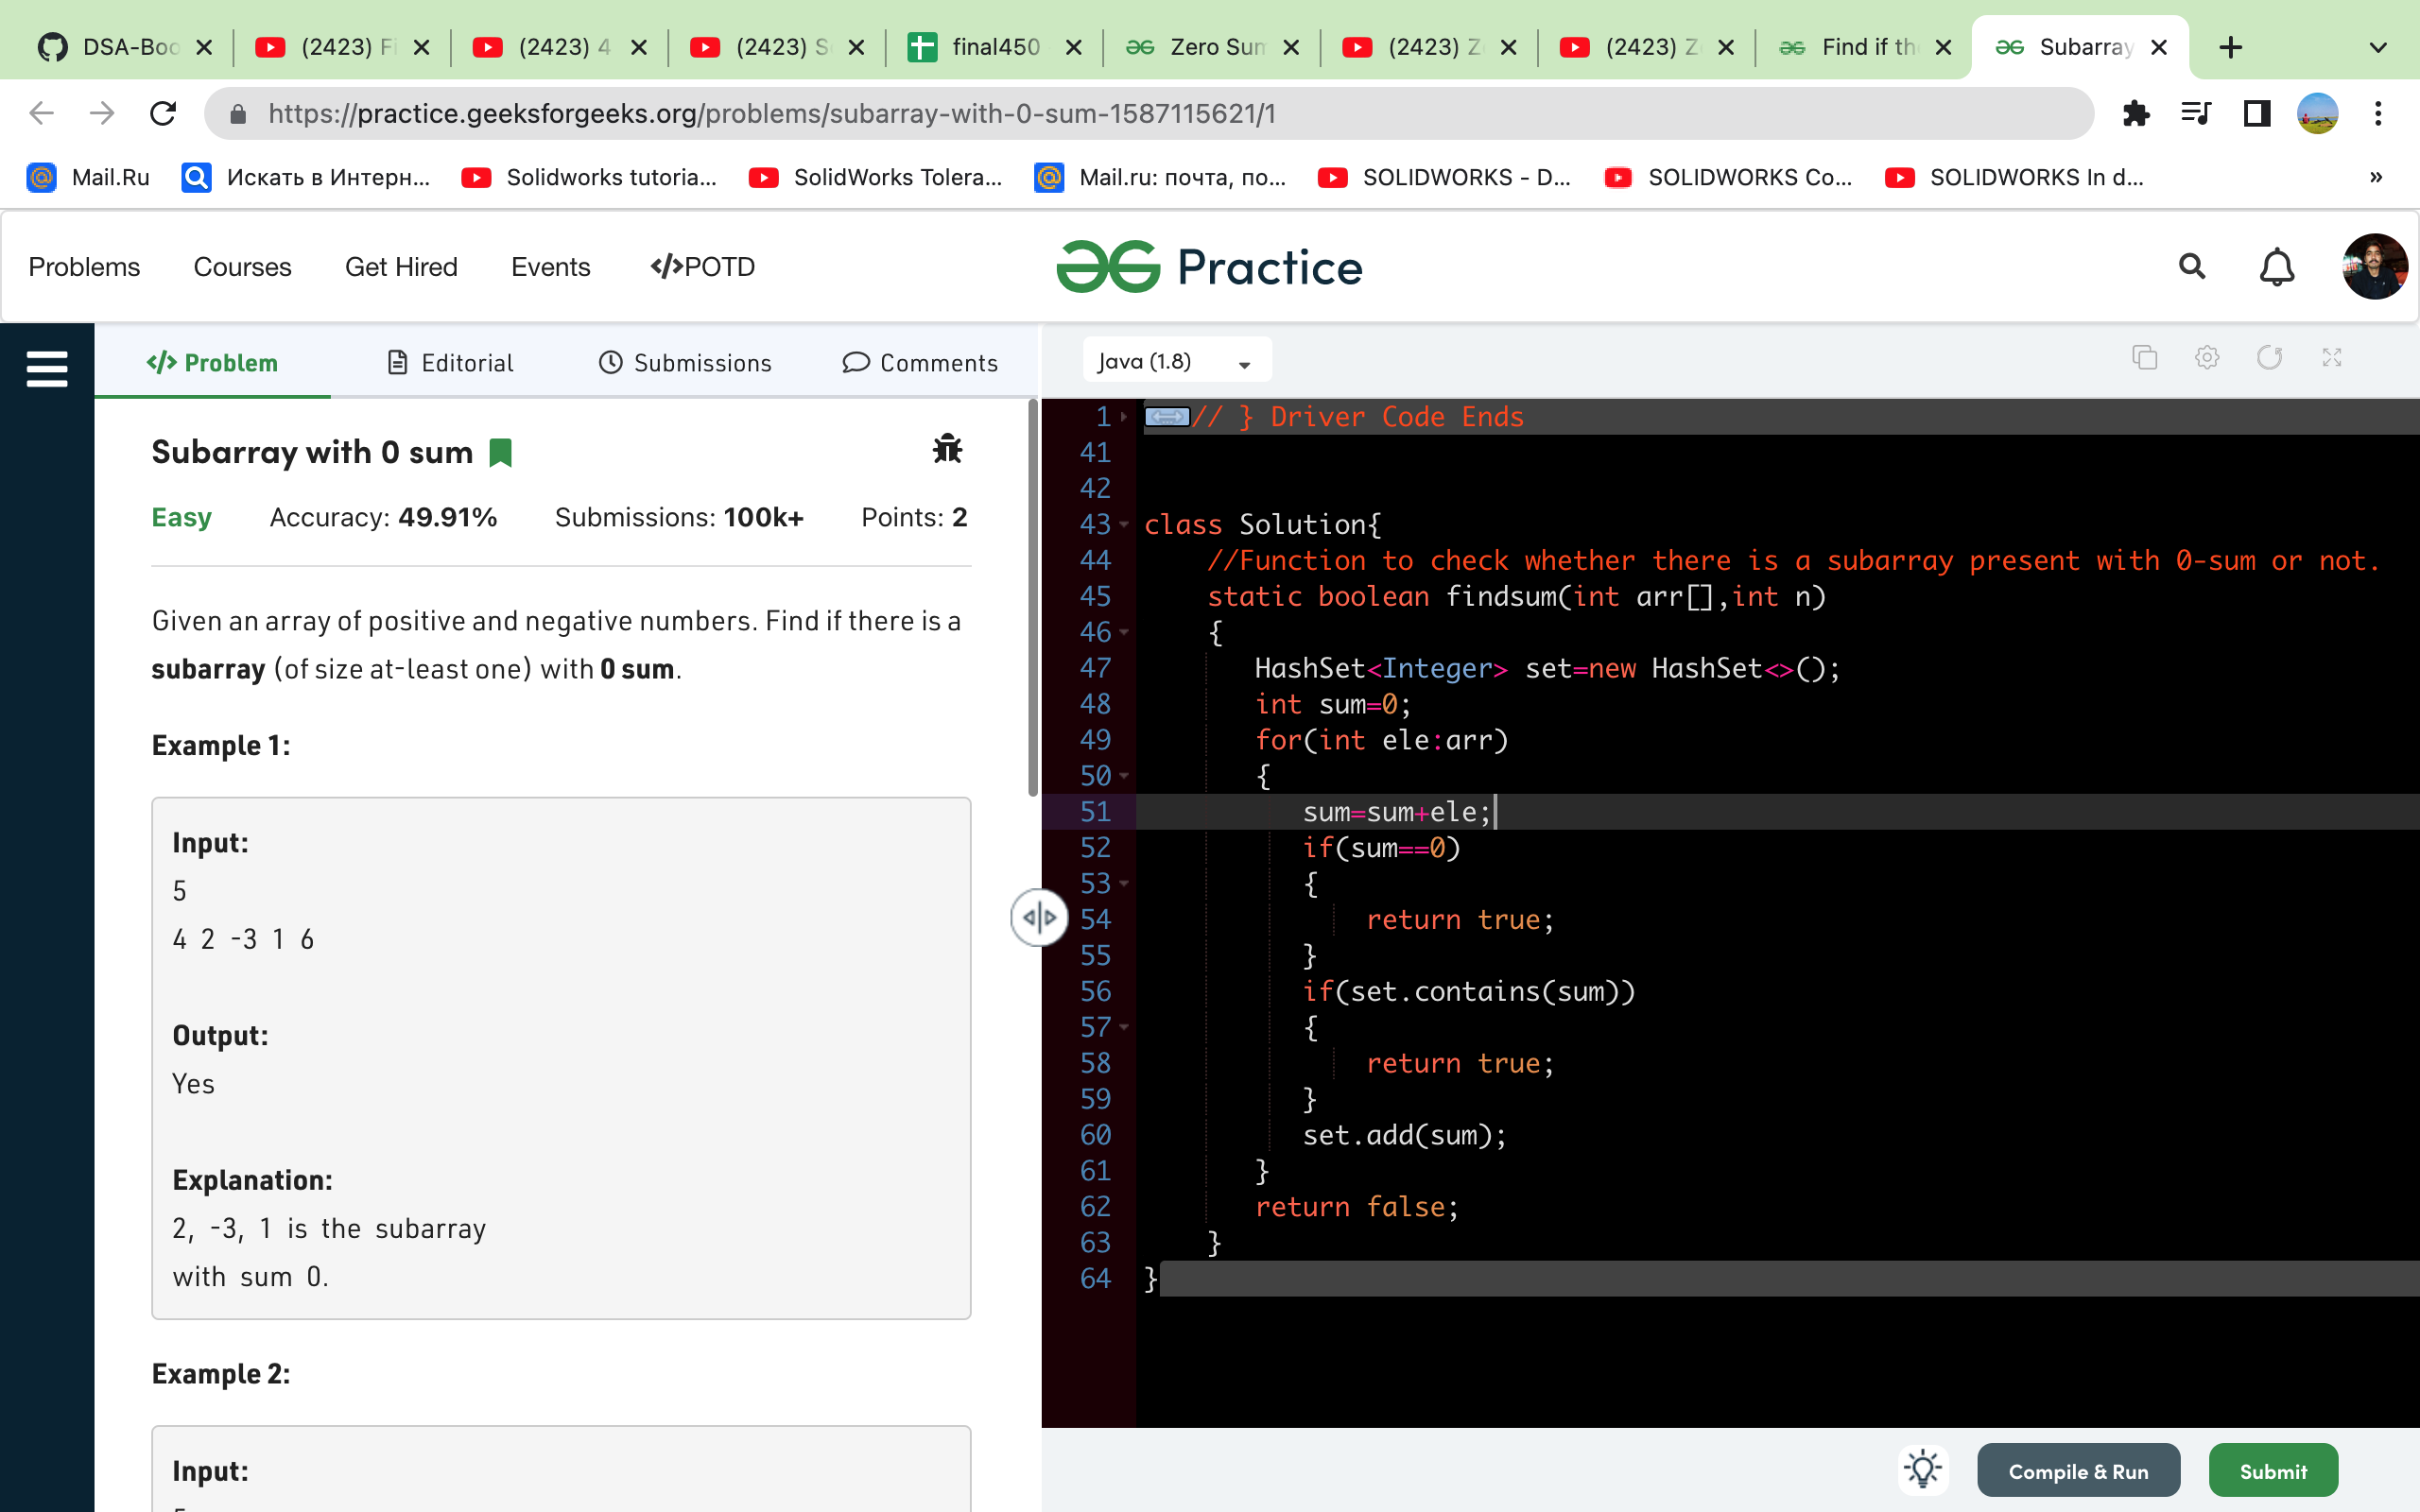 DSA-Boo
(2423) Fi
(2423) 4
(2423) S
final450
Zero Sum
(2423) Z
(2423) Z
Find if th
Subarray
https://practice.geeksforgeeks.org/problems/subarray-with-0-sum-1587115621/1
Mail.Ru
Искать в Интерн...
Solidworks tutoria...
SolidWorks Tolera...
Mail.ru: почта, по...
SOLIDWORKS - D...
SOLIDWORKS Co...
SOLIDWORKS In d...
»
Problems
Courses
Get Hired
Events
</>POTD
Practice
</> Problem
Editorial
Submissions
Comments
Java (1.8)
Subarray with 0 sum
Easy Accuracy: 49.91% Submissions: 100k+ Points: 2
Given an array of positive and negative numbers. Find if there is a
subarray (of size at-least one) with 0 sum.
Example 1:
Input:
5
4 2 -3 1 6
Output:
Yes
Explanation:
2, -3, 1 is the subarray
with sum 0.
Example 2:
Input:
1 // } Driver Code Ends
41
42
43 class Solution{
44 //Function to check whether there is a subarray present with 0-sum or not.
45 static boolean findsum(int arr[],int n)
46 {
47 HashSet<Integer> set=new HashSet<>();
48 int sum=0;
49 for(int ele:arr)
50 {
51 sum=sum+ele;
52 if(sum==0)
53 {
54 return true;
55 }
56 if(set.contains(sum))
57 {
58 return true;
59 }
60 set.add(sum);
61 }
62 return false;
63 }
64 }
Compile & Run
Submit